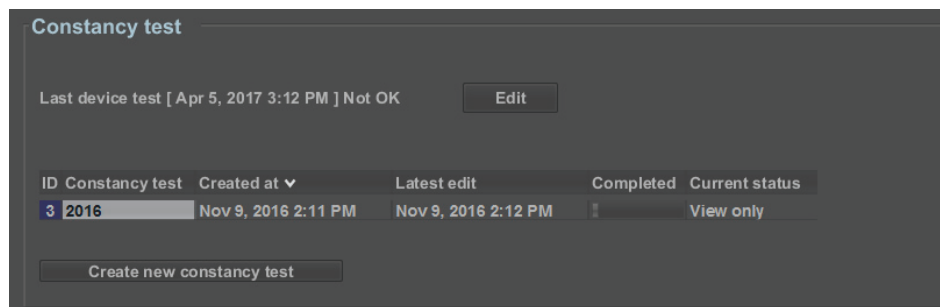 Constancy test
Last device test [ Apr 5, 2017 3:12 PM ] Not OK Edit
ID Constancy test Created at Latest edit Completed Current status
3 2016 Nov 9, 2016 2:11 PM Nov 9, 2016 2:12 PM View only
Create new constancy test